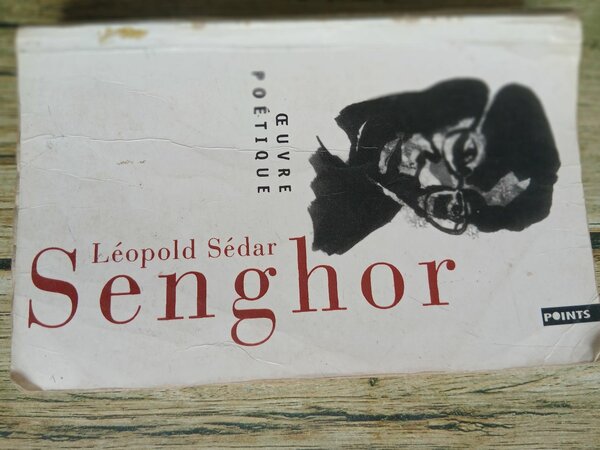 ŒUVRE
POÉTIQUE
Léopold Sédar
Senghor
POINTS